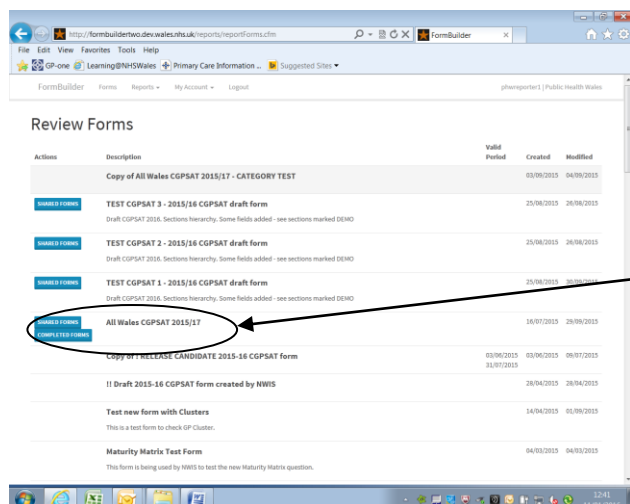 http://formbuildertwo.dev.wales.nhs.uk/reports/reportForms.cfm
FormBuilder
File Edit View Favorites Tools Help
GP-one Learning@NHSWales Primary Care Information ... Suggested Sites
FormBuilder Forms Reports My Account Logout phwreporter1 | Public Health Wales
Review Forms
Actions Description Valid Period Created Modified
Copy of All Wales CGPSAT 2015/17 - CATEGORY TEST 03/09/2015 04/09/2015
SHARED FORMS TEST CGPSAT 3 - 2015/16 CGPSAT draft form 25/08/2015 26/08/2015
Draft CGPSAT 2016. Sections hierarchy. Some fields added - see sections marked DEMO
SHARED FORMS TEST CGPSAT 2 - 2015/16 CGPSAT draft form 25/08/2015 26/08/2015
Draft CGPSAT 2016. Sections hierarchy. Some fields added - see sections marked DEMO
SHARED FORMS TEST CGPSAT 1 - 2015/16 CGPSAT draft form 25/08/2015
Draft CGPSAT 2016. Sections hierarchy. Some fields added - see sections marked DEMO
SHARED FORMS All Wales CGPSAT 2015/17 16/07/2015 29/09/2015
COMPLETED FORMS
Copy of ! RELEASE CANDIDATE 2015-16 CGPSAT form 03/06/2015 03/06/2015 09/07/2015
31/07/2015
!! Draft 2015-16 CGPSAT form created by NWIS 28/04/2015 28/04/2015
Test new form with Clusters 14/04/2015 01/09/2015
This is a test form to check GP Cluster.
Maturity Matrix Test Form 04/03/2015 04/03/2015
This form is being used by NWIS to test the new Maturity Matrix question.
12:41